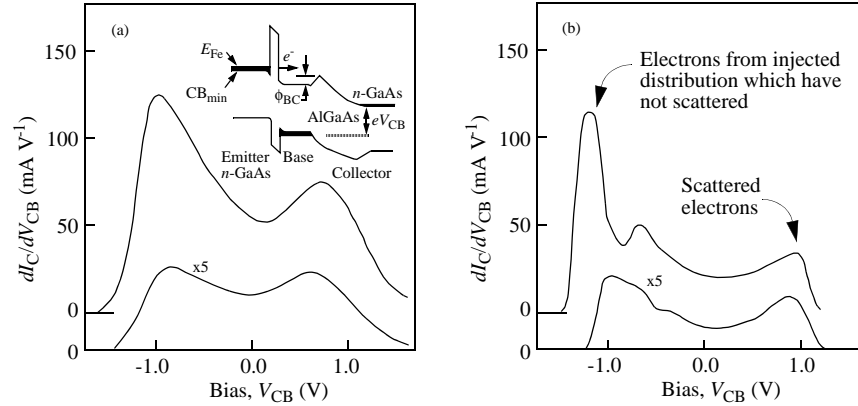 (a)
E_Fe
e⁻
CB_min
ϕ_BC
n-GaAs
AlGaAs
eV_CB
Emitter Base
n-GaAs
Collector
x5
150
100
50
0
0
dI_C/dV_CB (mA V⁻¹)
-1.0 0.0 1.0
Bias, V_CB (V)
(b)
Electrons from injected
distribution which have
not scattered
Scattered
electrons
x5
150
100
50
0
0
dI_C/dV_CB (mA V⁻¹)
-1.0 0.0 1.0
Bias, V_CB (V)